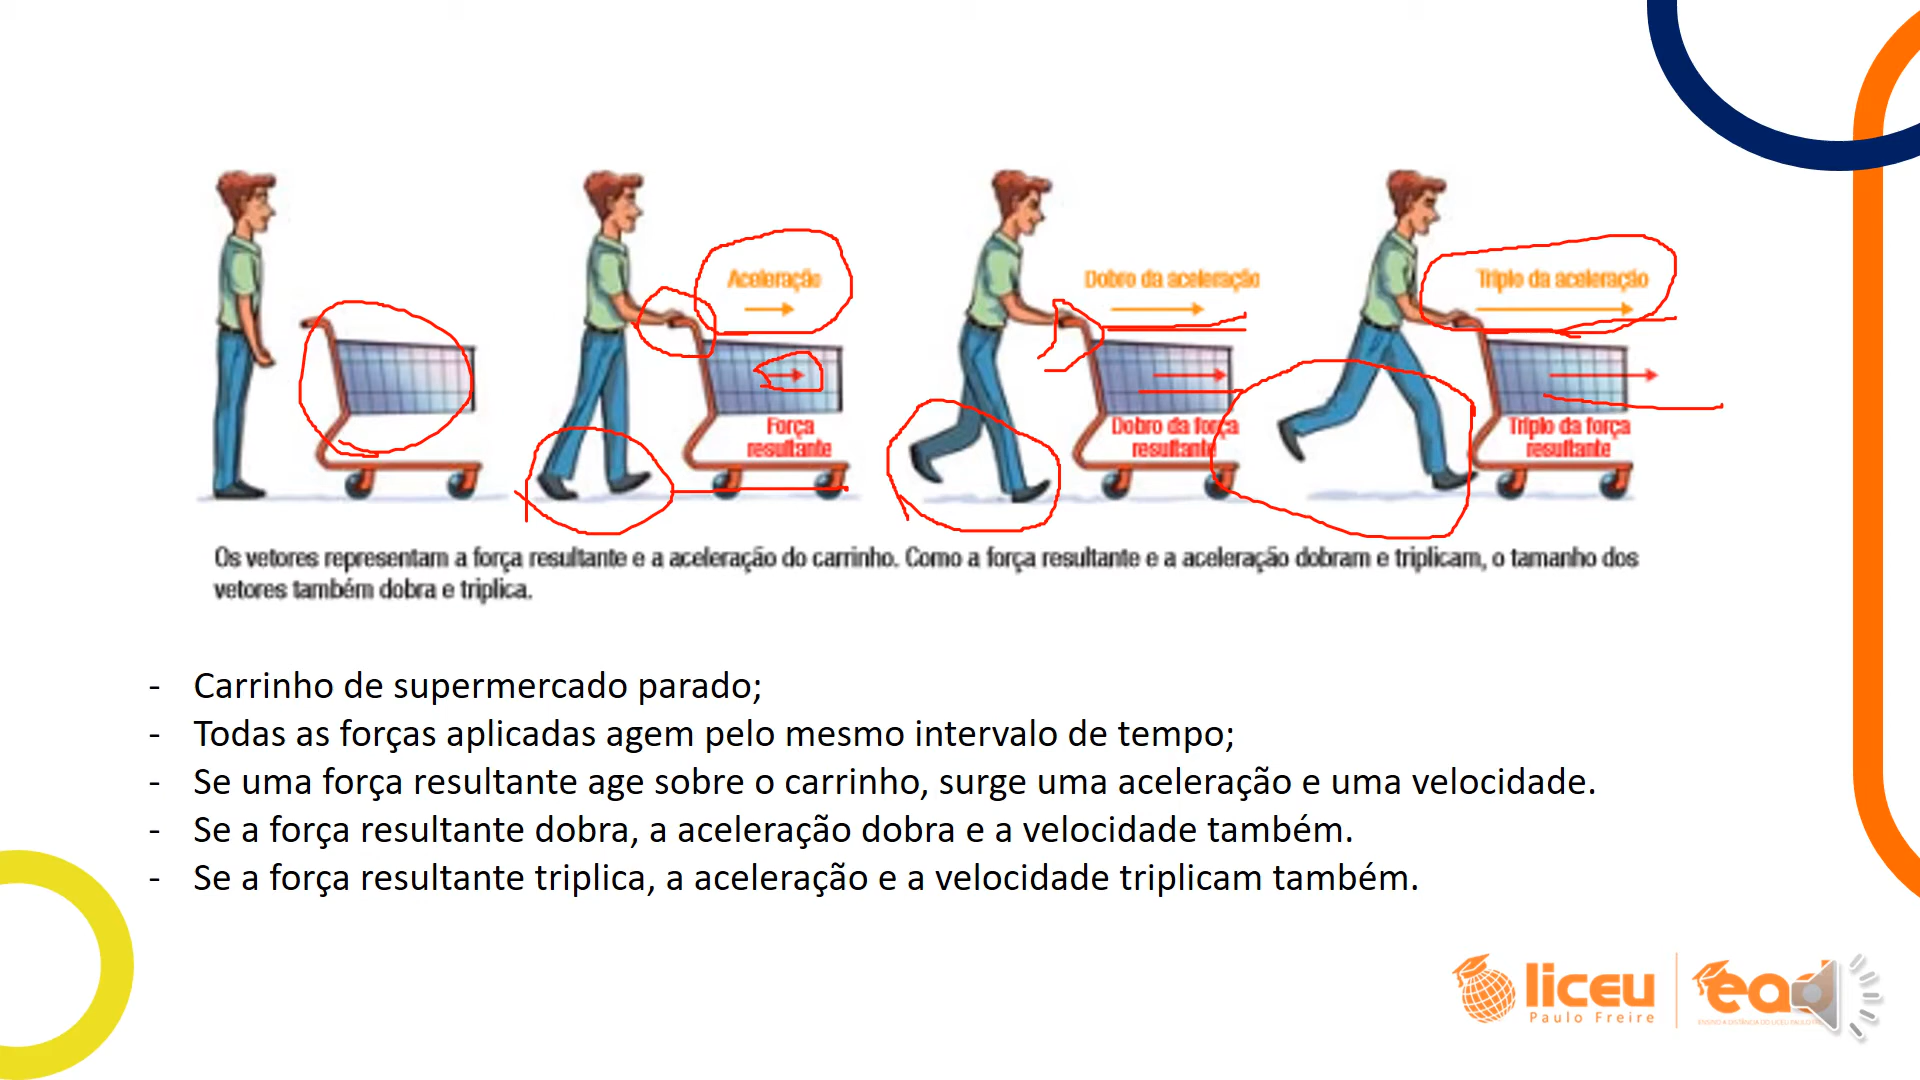 Aceleração
Dobro da aceleração
Triplo da aceleração
Força
resultante
Dobro da força
resultante
Triplo da força
resultante
Os vetores representam a força resultante e a aceleração do carrinho. Como a força resultante e a aceleração dobram e triplicam, o tamanho dos
vetores também dobra e triplica.
- Carrinho de supermercado parado;
- Todas as forças aplicadas agem pelo mesmo intervalo de tempo;
- Se uma força resultante age sobre o carrinho, surge uma aceleração e uma velocidade.
- Se a força resultante dobra, a aceleração dobra e a velocidade também.
- Se a força resultante triplica, a aceleração e a velocidade triplicam também.
liceu
Paulo Freire
ead